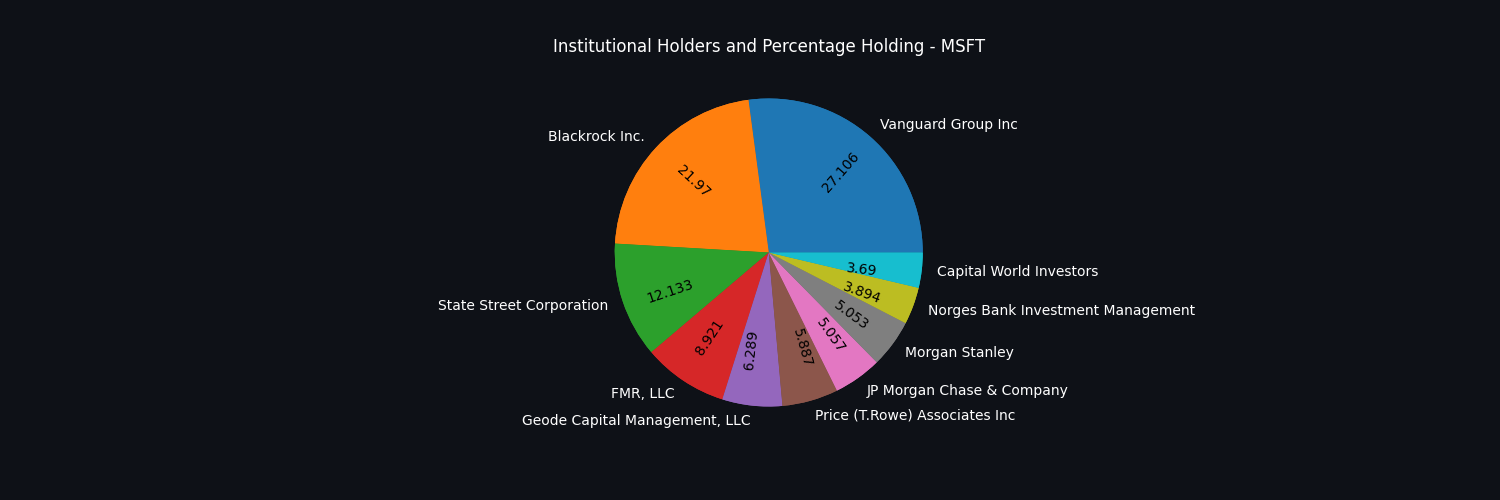 Institutional Holders and Percentage Holding - MSFT
Vanguard Group Inc
27.106
Blackrock Inc.
21.97
State Street Corporation
12.133
FMR, LLC
8.921
Geode Capital Management, LLC
6.289
Price (T.Rowe) Associates Inc
5.887
JP Morgan Chase & Company
5.057
Morgan Stanley
5.053
Norges Bank Investment Management
3.894
Capital World Investors
3.69